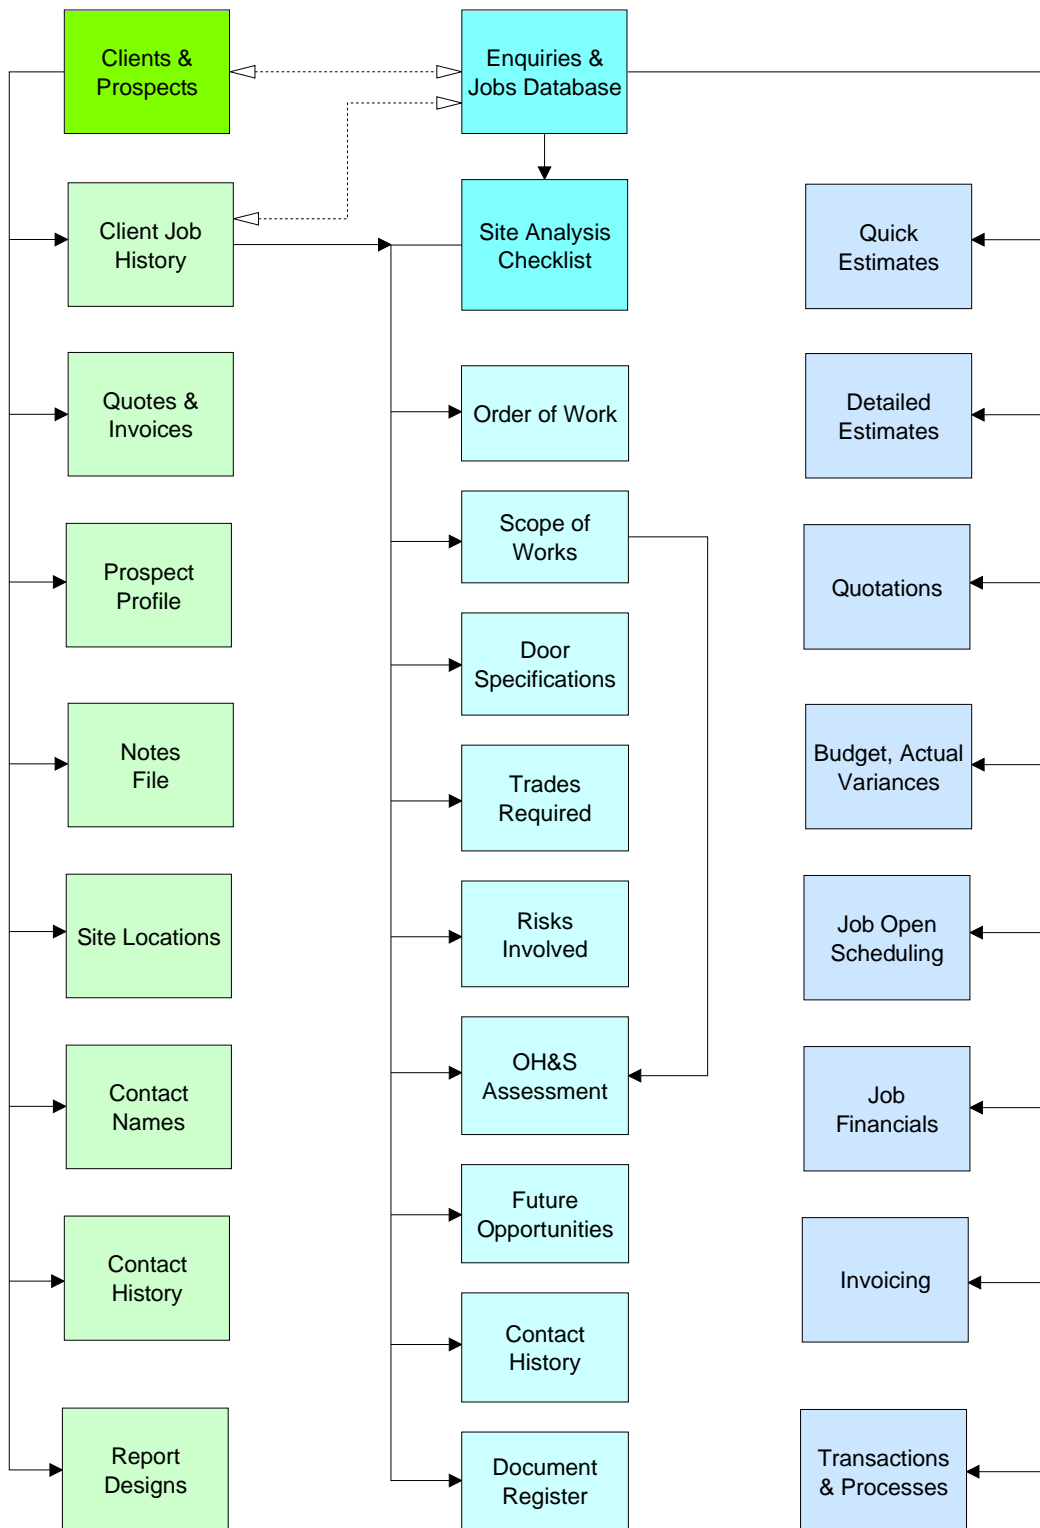 Clients &
Prospects
Enquiries &
Jobs Database
Client Job
History
Site Analysis
Checklist
Quick
Estimates
Quotes &
Invoices
Order of Work
Detailed
Estimates
Prospect
Profile
Scope of
Works
Quotations
Door
Specifications
Notes
File
Trades
Required
Budget, Actual
Variances
Site Locations
Risks
Involved
Job Open
Scheduling
Contact
Names
OH&S
Assessment
Job
Financials
Contact
History
Future
Opportunities
Invoicing
Contact
History
Report
Designs
Document
Register
Transactions
& Processes